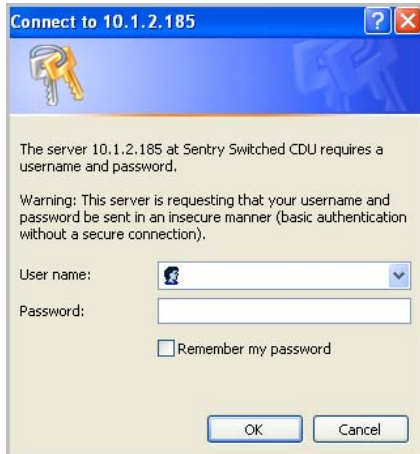 Connect to 10.1.2.185
The server 10.1.2.185 at Sentry Switched CDU requires a
username and password.
Warning: This server is requesting that your username and
password be sent in an insecure manner (basic authentication
without a secure connection).
User name:
Password:
Remember my password
OK
Cancel